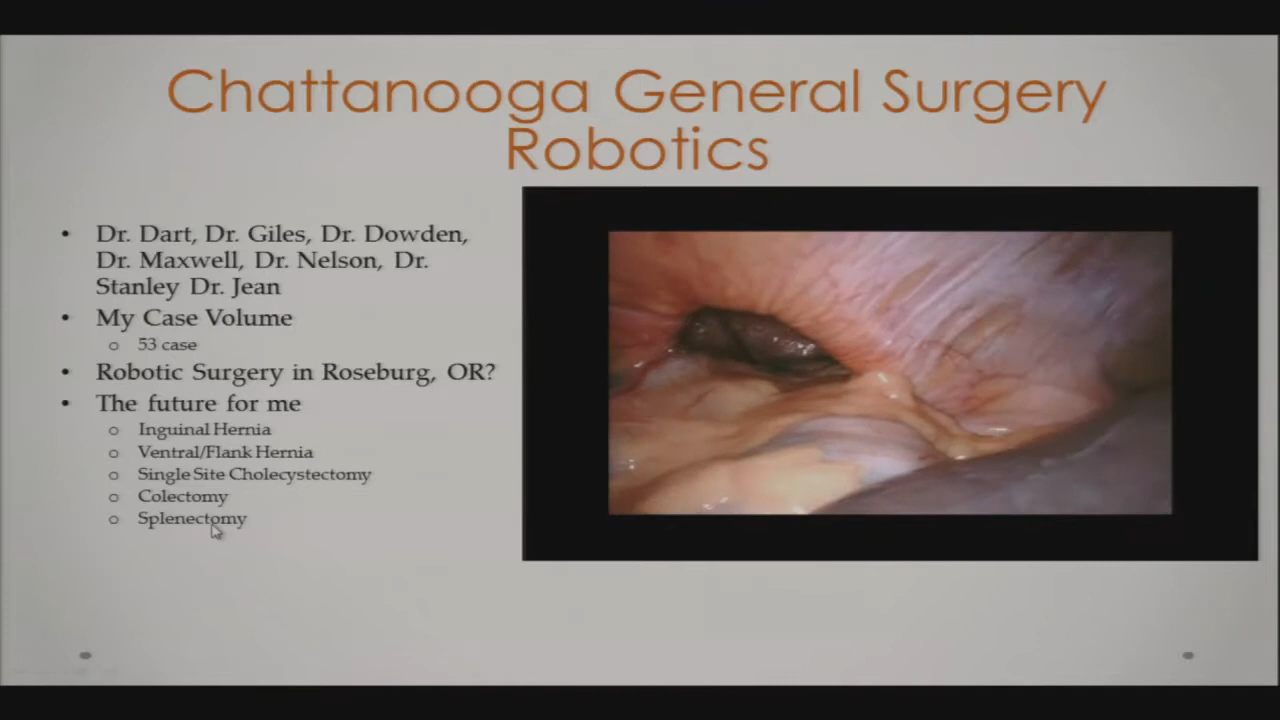 Chattanooga General Surgery
Robotics
• Dr. Dart, Dr. Giles, Dr. Dowden,
Dr. Maxwell, Dr. Nelson, Dr.
Stanley Dr. Jean
• My Case Volume
o 53 case
• Robotic Surgery in Roseburg, OR?
• The future for me
o Inguinal Hernia
o Ventral/Flank Hernia
o Single Site Cholecystectomy
o Colectomy
o Splenectomy